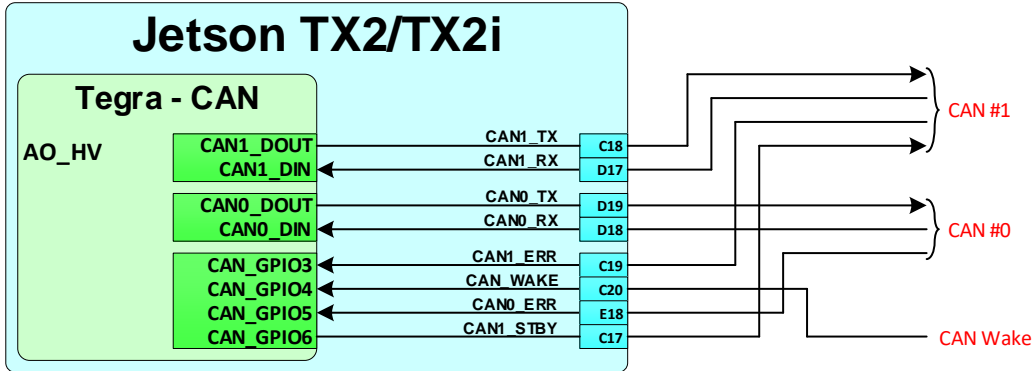 Jetson TX2/TX2i
Tegra - CAN
AO_HV
CAN1_DOUT CAN1_TX C18
CAN1_DIN CAN1_RX D17
CAN #1
CAN0_DOUT CAN0_TX D19
CAN0_DIN CAN0_RX D18
CAN #0
CAN_GPIO3 CAN1_ERR C19
CAN_GPIO4 CAN_WAKE C20
CAN_GPIO5 CAN0_ERR E18
CAN_GPIO6 CAN1_STBY C17
CAN Wake